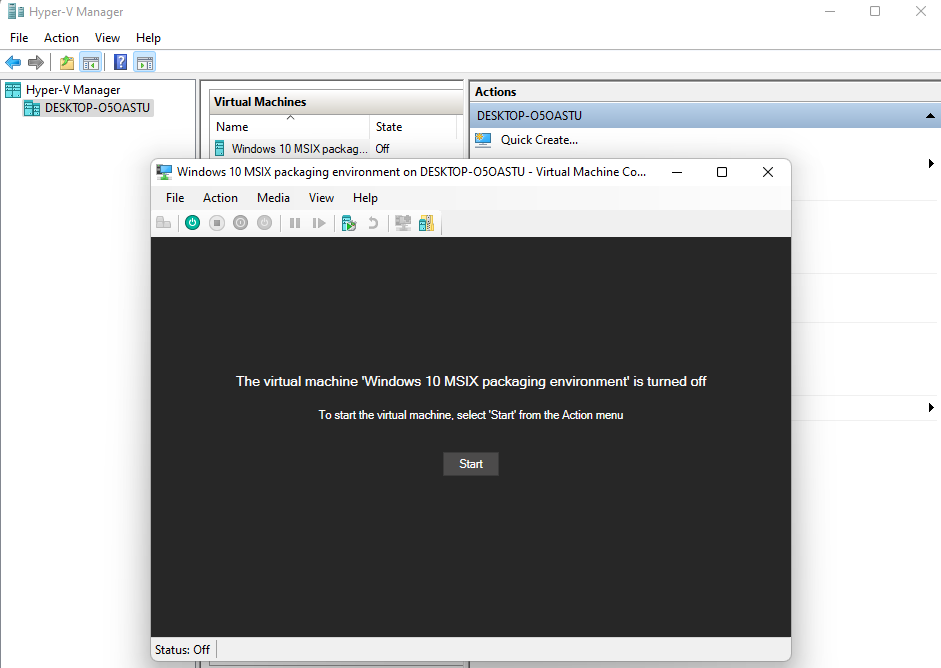 Hyper-V Manager
File Action View Help
Hyper-V Manager
DESKTOP-O5OASTU
Virtual Machines
Name State
Windows 10 MSIX packag... Off
Actions
DESKTOP-O5OASTU
Quick Create...
Windows 10 MSIX packaging environment on DESKTOP-O5OASTU - Virtual Machine Co...
File Action Media View Help
The virtual machine 'Windows 10 MSIX packaging environment' is turned off
To start the virtual machine, select 'Start' from the Action menu
Start
Status: Off